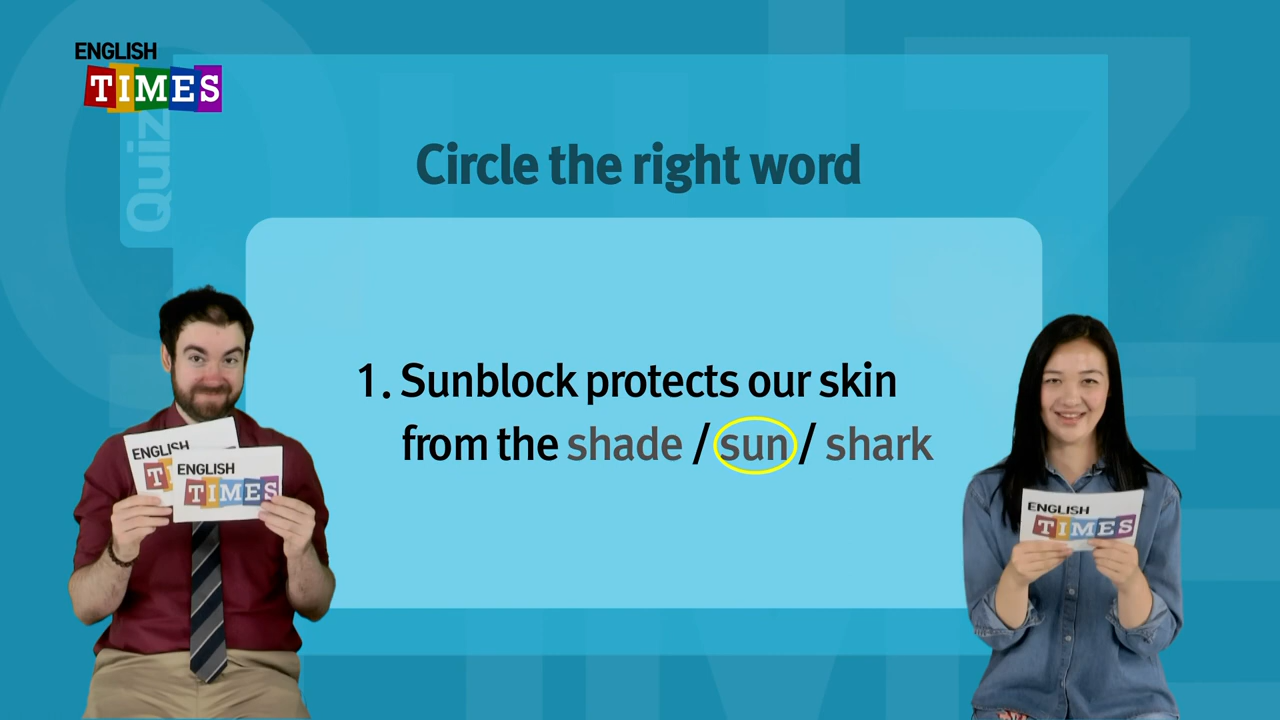 ENGLISH
TIMES
Quiz
Circle the right word
1. Sunblock protects our skin
from the shade / sun / shark
ENGLISH
TI
ENGLISH
TIMES
ENGLISH
TIMES